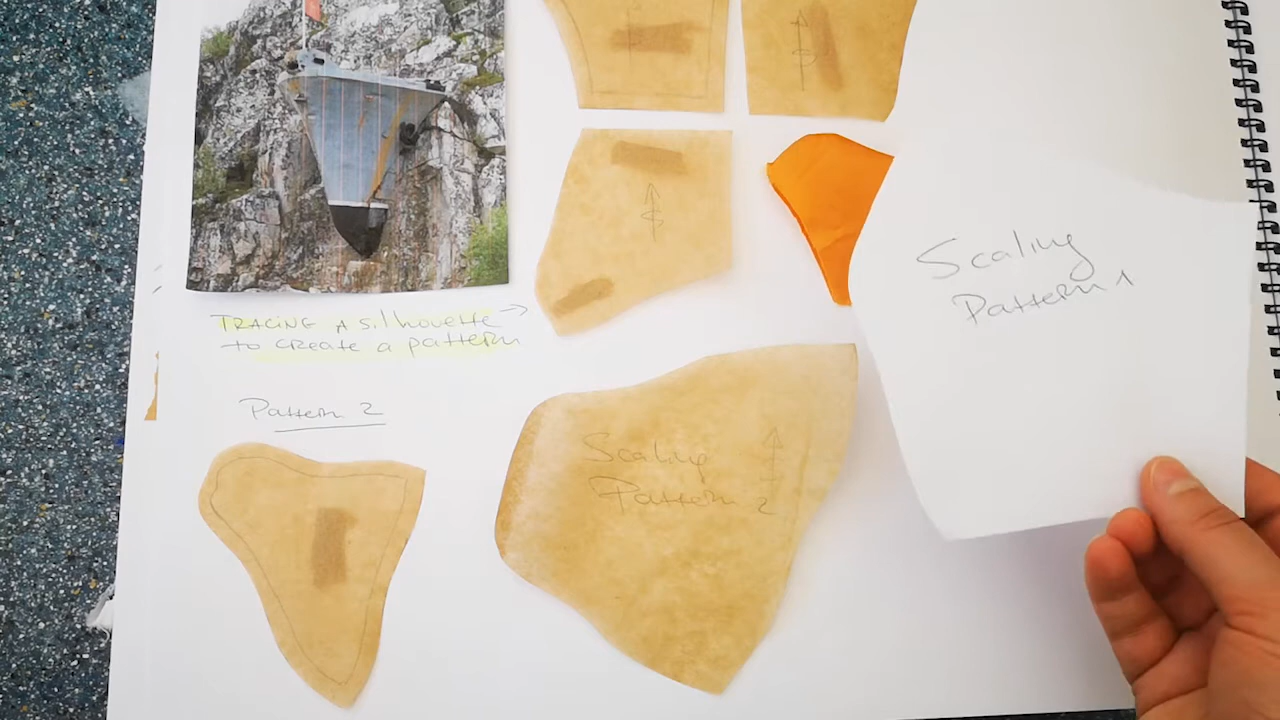 TRACING A silhouette →
to create a pattern
Pattern 2
Scaling
Pattern 2
Scaling
Pattern 1